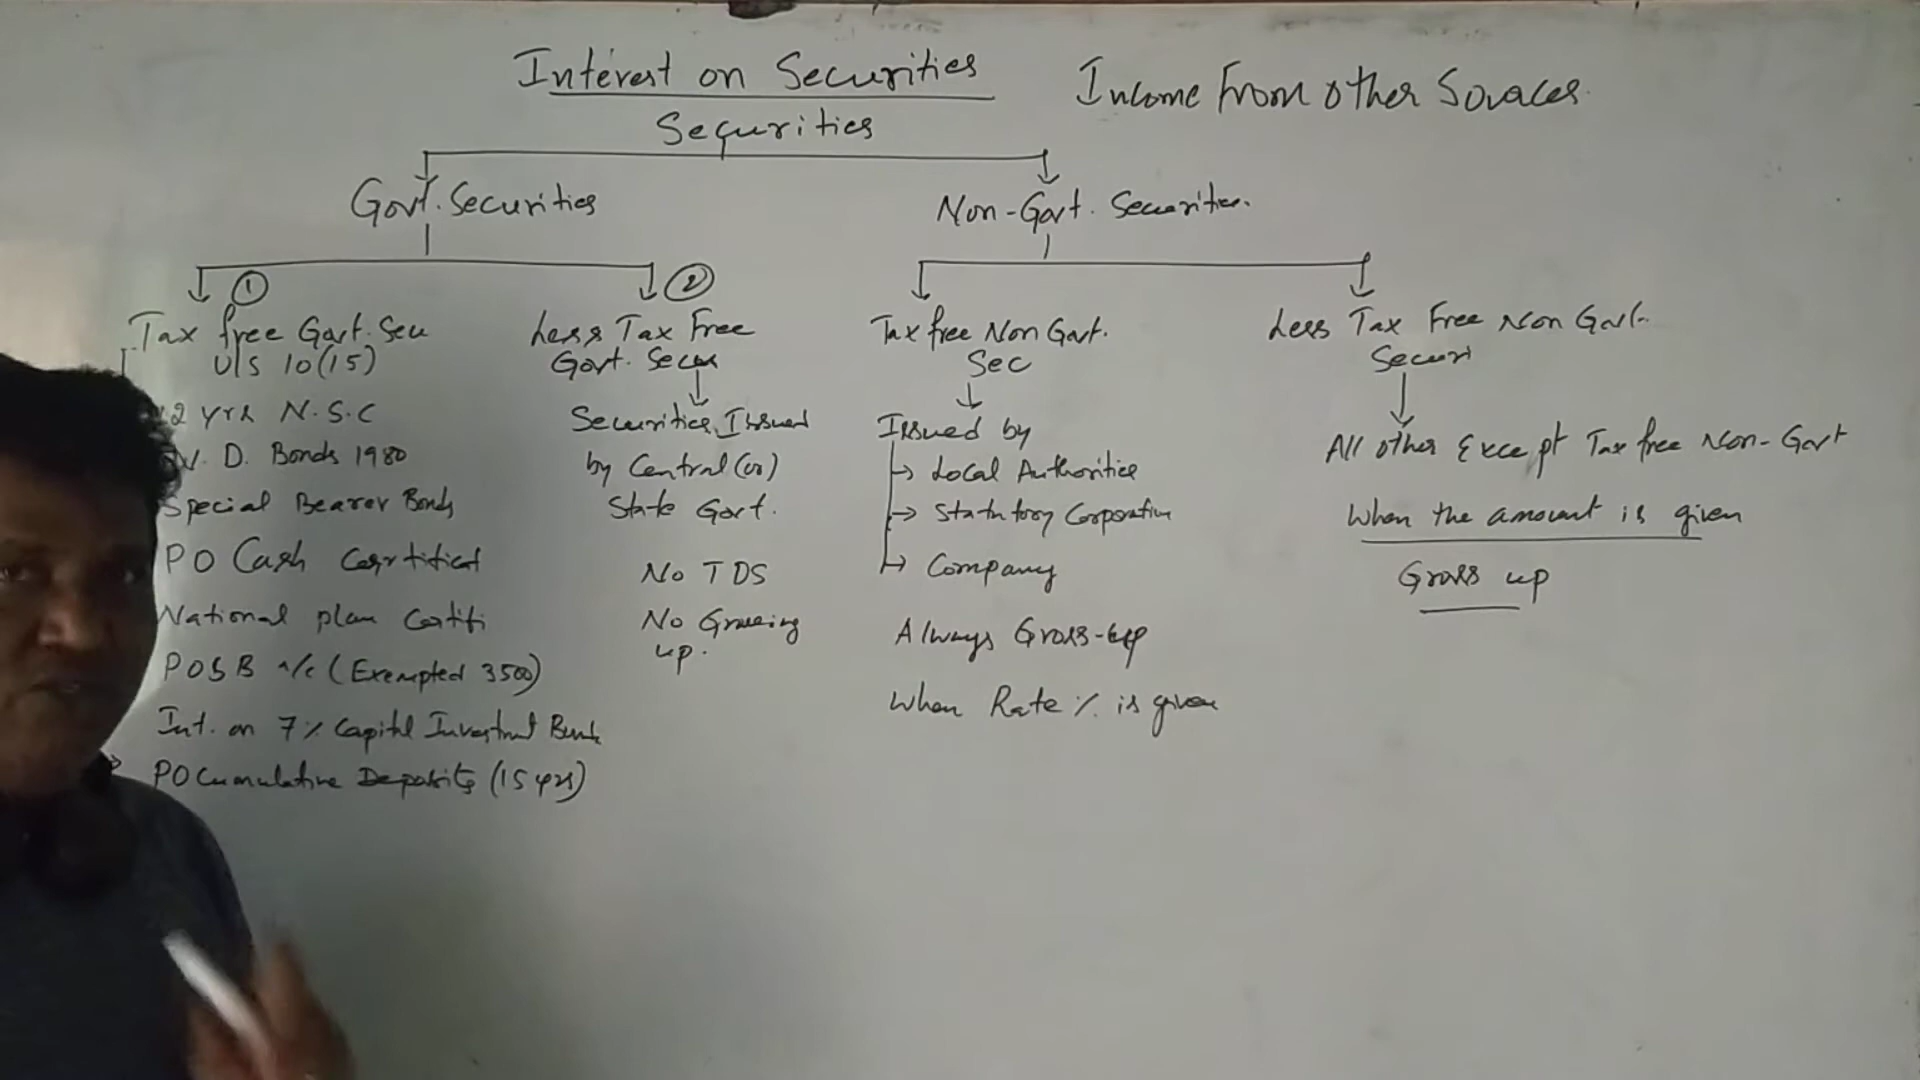 Interest on Securities
Income From Other Sources
Securities
Govt. Securities
Non-Govt. Securities.
①
②
Tax free Govt. Secu
U/S 10(15)
2 yrs N.S.C
D. Bonds 1980
Special Bearer Bonds
PO Cash Certificat
National plan Certifi
POSB a/c (Exempted 3500)
Int. on 7% Capital Investment Bonds
PO Cumulative Deposits (15 yrs)
Less Tax Free
Govt. Secu
Securities Issued
by Central (or)
State Govt.
No TDS
No Grossing
up.
Tax free Non Govt.
Sec
Issued by
Local Authorities
Statutory Corporation
Company
Always Gross-up
When Rate % is given
Less Tax Free Non Govt.
Securi
All other Except Tax free Non-Govt
When the amount is given
Gross up